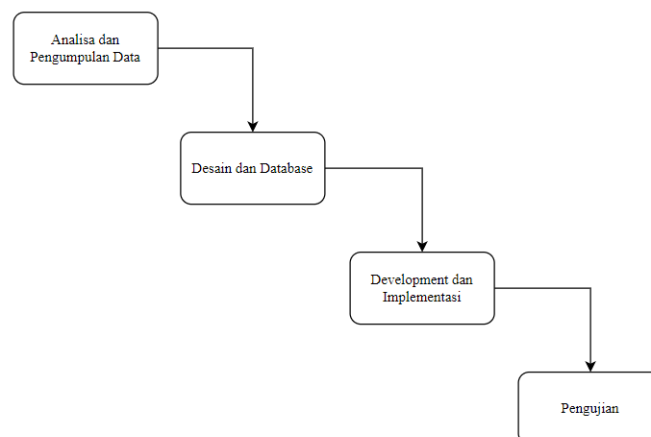 Analisa dan
Pengumpulan Data
Desain dan Database
Development dan
Implementasi
Pengujian